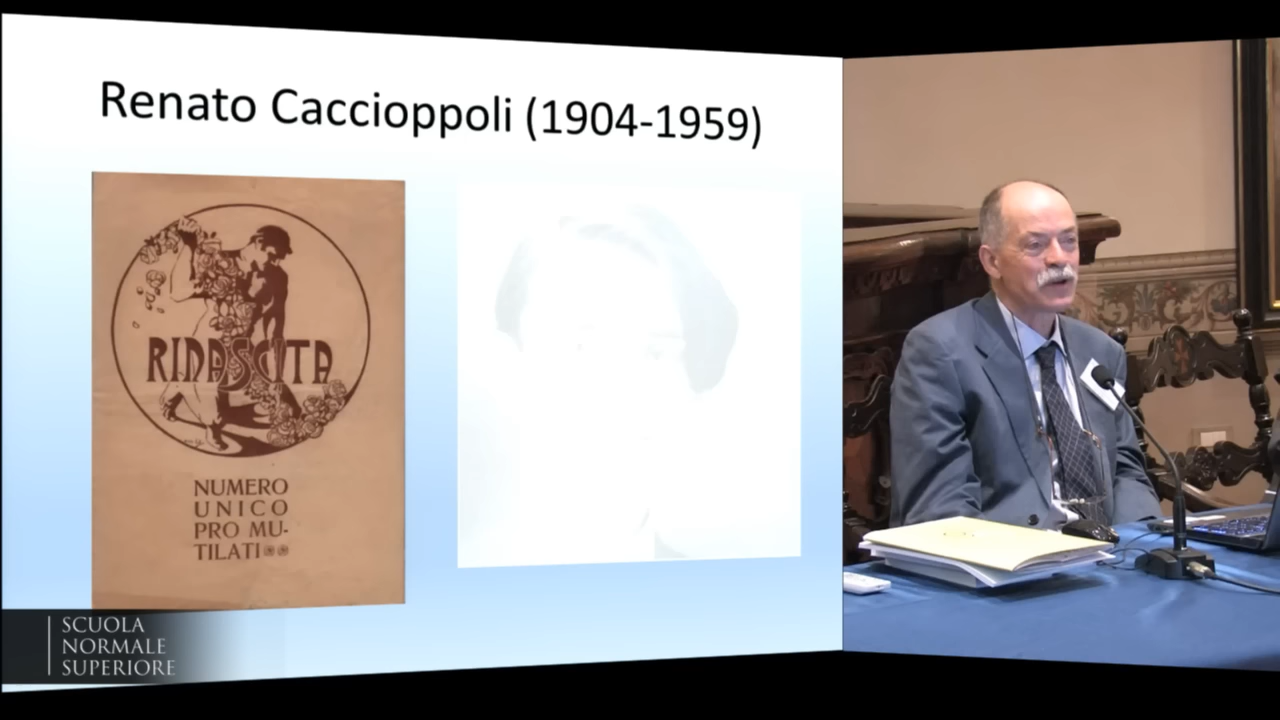 Renato Caccioppoli (1904-1959)
RINASCITA
NUMERO
UNICO
PRO MU-
TILATI
SCUOLA
NORMALE
SUPERIORE